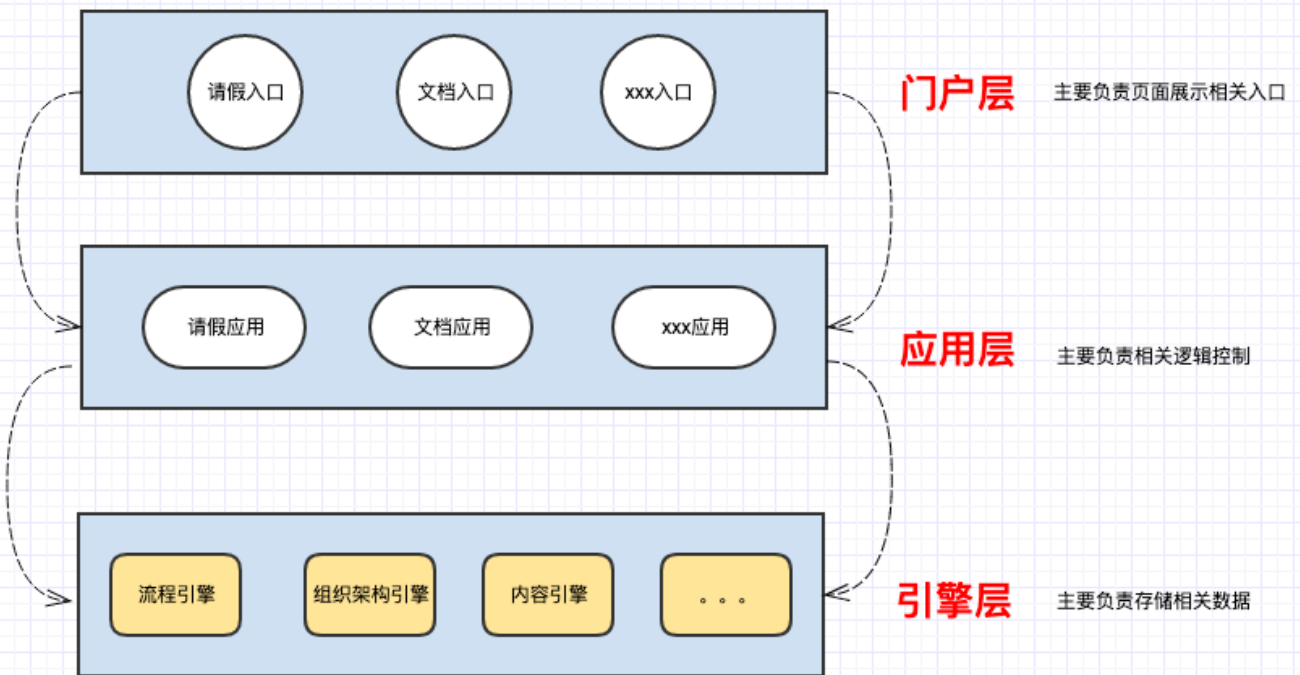 请假入口
文档入口
xxx入口
门户层
主要负责页面展示相关入口
请假应用
文档应用
xxx应用
应用层
主要负责相关逻辑控制
流程引擎
组织架构引擎
内容引擎
。。。
引擎层
主要负责存储相关数据